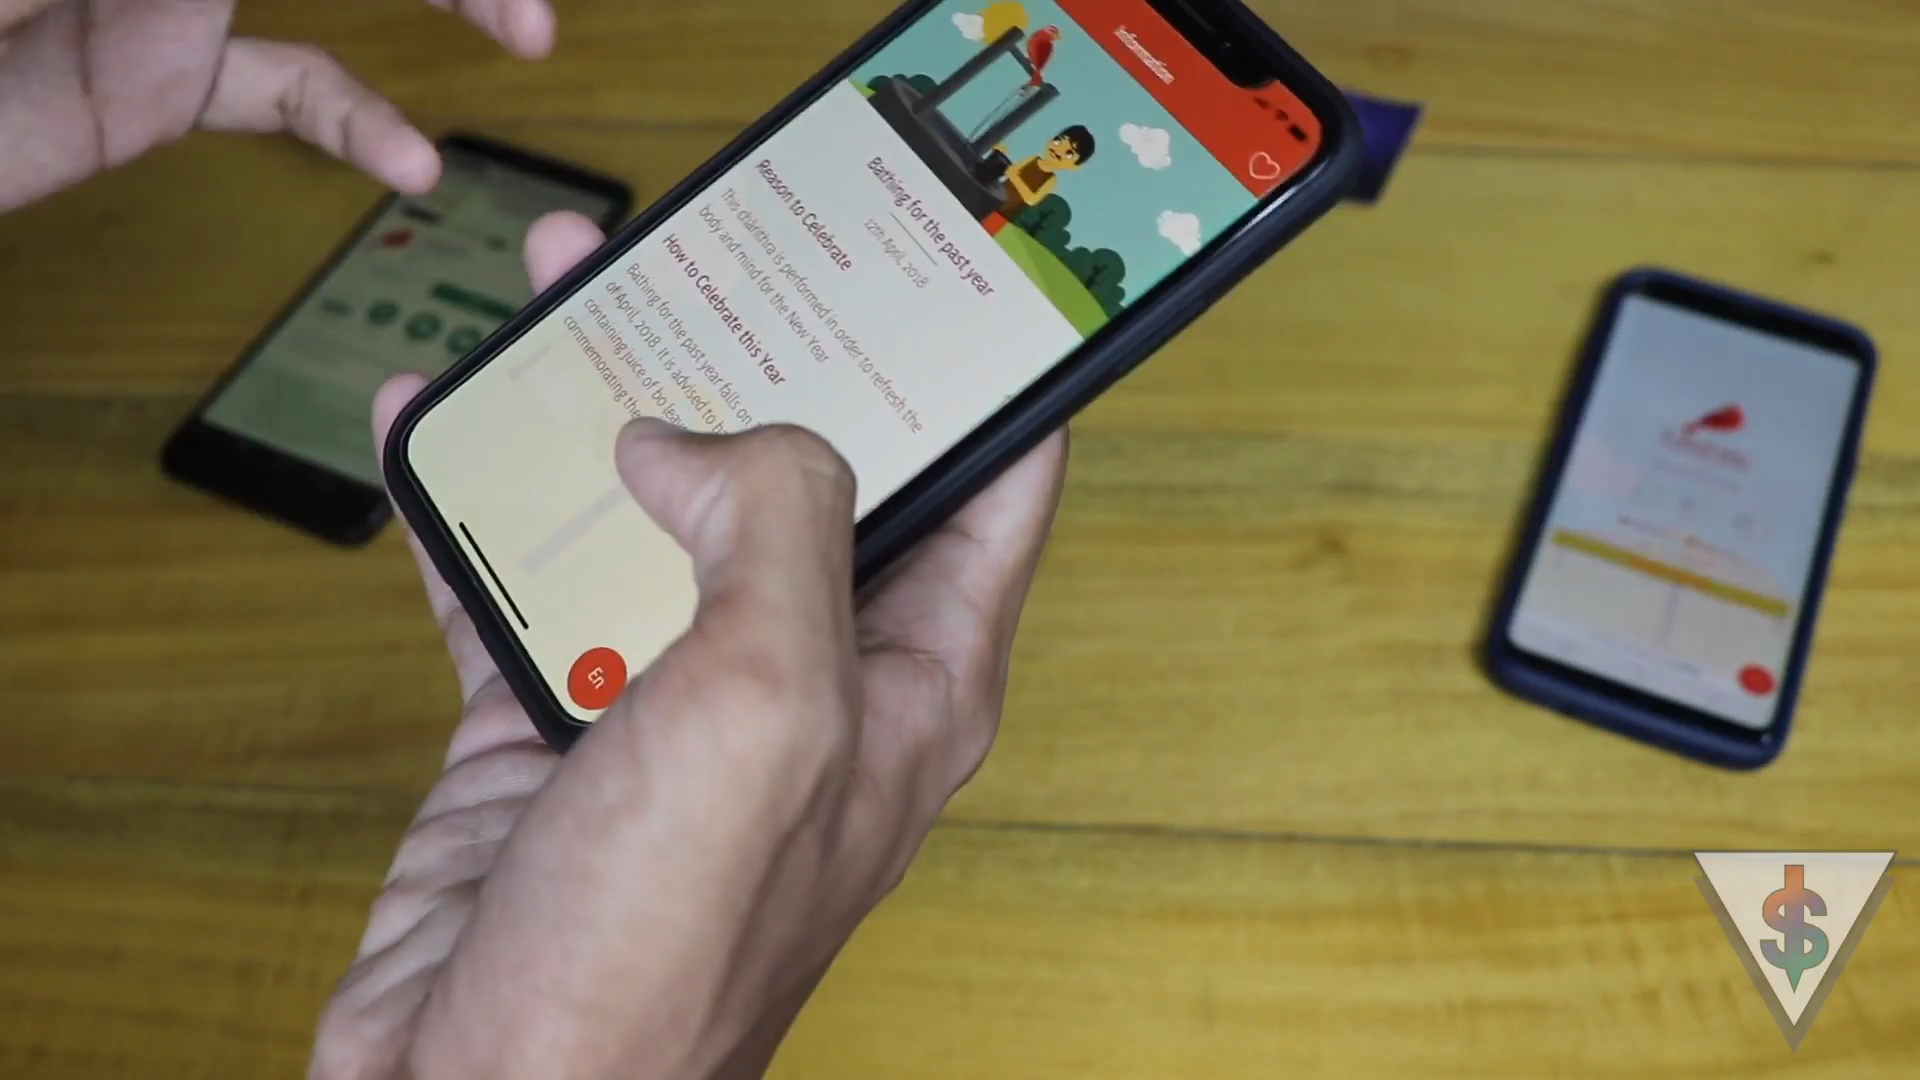 Information
Bathing for the past year
12th April, 2018
Reason to Celebrate
This charithra is performed in order to refresh the
body and mind for the New Year
How to Celebrate this Year
Bathing for the past year falls on
of April, 2018. It is advised to
containing juice of bo
commemorating the
En
$